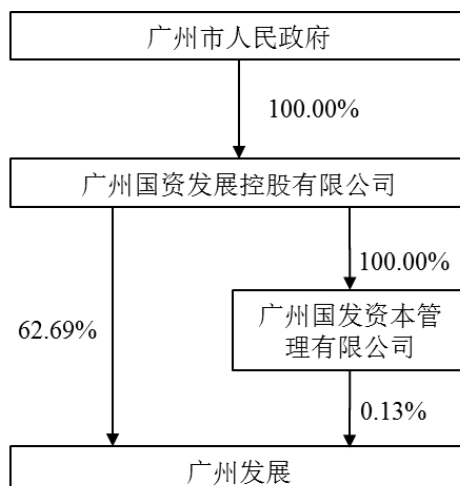 广州市人民政府
100.00%
广州国资发展控股有限公司
100.00%
62.69%
广州国发资本管
理有限公司
0.13%
广州发展